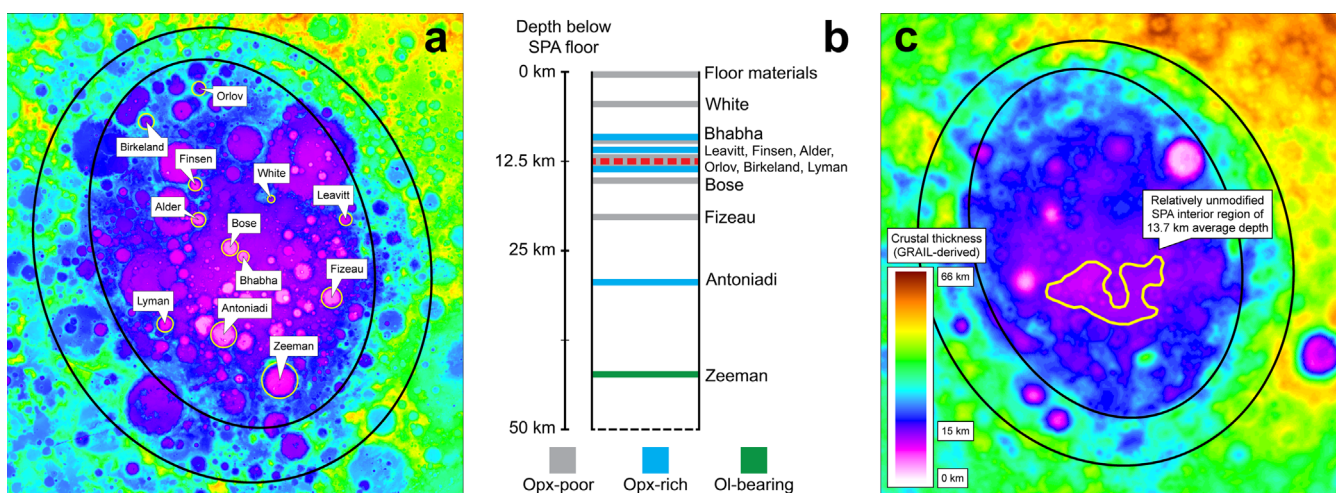 a
Orlov
Birkeland
Finsen
White
Leavitt
Alder
Bose
Bhabha
Fizeau
Lyman
Antoniadi
Zeeman
b
Depth below
SPA floor
0 km
12.5 km
25 km
50 km
Floor materials
White
Bhabha
Leavitt, Finsen, Alder,
Orlov, Birkeland, Lyman
Bose
Fizeau
Antoniadi
Zeeman
Opx-poor
Opx-rich
Ol-bearing
c
Relatively unmodified
SPA interior region of
13.7 km average depth
Crustal thickness
(GRAIL-derived)
66 km
15 km
0 km